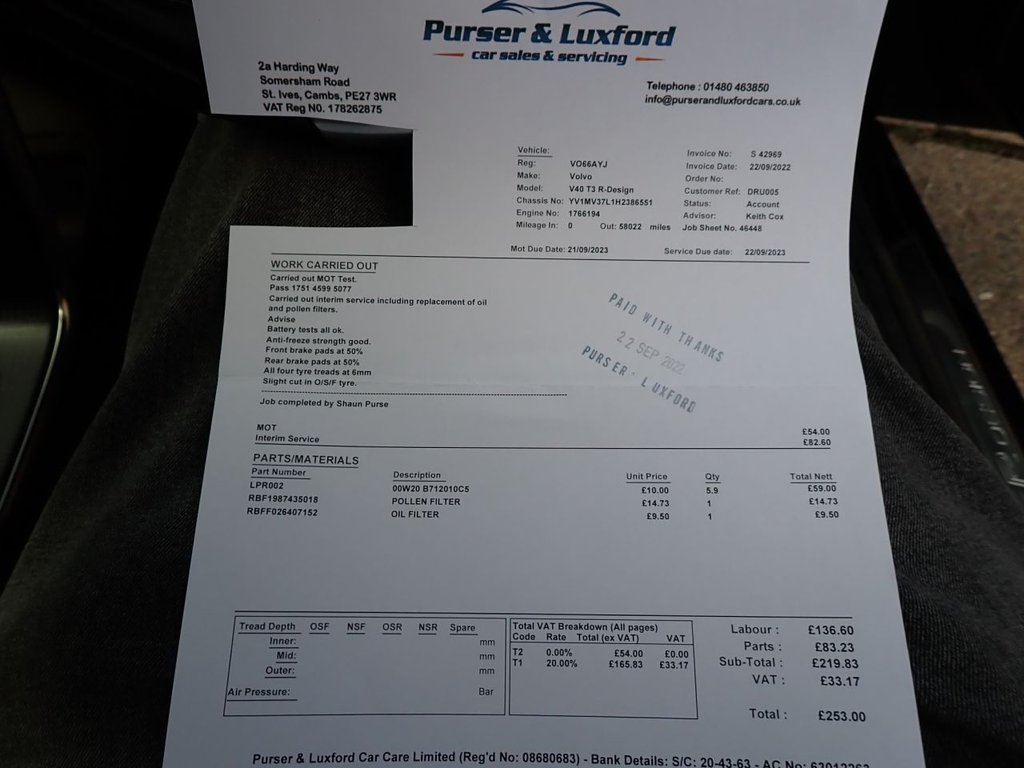 Purser & Luxford
car sales & servicing
2a Harding Way
Somersham Road
St. Ives, Cambs, PE27 3WR
VAT Reg NO. 178262875
Telephone : 01480 463850
info@purserandluxfordcars.co.uk
Vehicle:
Reg: VO66AYJ
Make: Volvo
Model: V40 T3 R-Design
Chassis No: YV1MV37L1H2386551
Engine No: 1766194
Mileage In: 0 Out: 58022 miles
Invoice No: S 42969
Invoice Date: 22/09/2022
Order No:
Customer Ref: DRU005
Status: Account
Advisor: Keith Cox
Job Sheet No. 46448
Mot Due Date: 21/09/2023 Service Due date: 22/09/2023
WORK CARRIED OUT
Carried out MOT Test.
Pass 1751 4599 5077
Carried out interim service including replacement of oil
and pollen filters.
Advise
Battery tests all ok.
Anti-freeze strength good.
Front brake pads at 50%
Rear brake pads at 50%
All four tyre treads at 6mm
Slight cut in O/S/F tyre.
Job completed by Shaun Purse
PAID WITH THANKS
22 SEP 2022
PURSER - LUXFORD
MOT £54.00
Interim Service £82.60
PARTS/MATERIALS
Part Number Description Unit Price Qty Total Nett
LPR002 00W20 B712010C5 £10.00 5.9 £59.00
RBF1987435018 POLLEN FILTER £14.73 1 £14.73
RBFF026407152 OIL FILTER £9.50 1 £9.50
Tread Depth OSF NSF OSR NSR Spare
Inner: mm
Mid: mm
Outer: mm
Air Pressure: Bar
Total VAT Breakdown (All pages)
Code Rate Total (ex VAT) VAT
T2 0.00% £54.00 £0.00
T1 20.00% £165.83 £33.17
Labour : £136.60
Parts : £83.23
Sub-Total : £219.83
VAT : £33.17
Total : £253.00
Purser & Luxford Car Care Limited (Reg'd No: 08680683) - Bank Details: S/C: 20-43-63 - AC No: